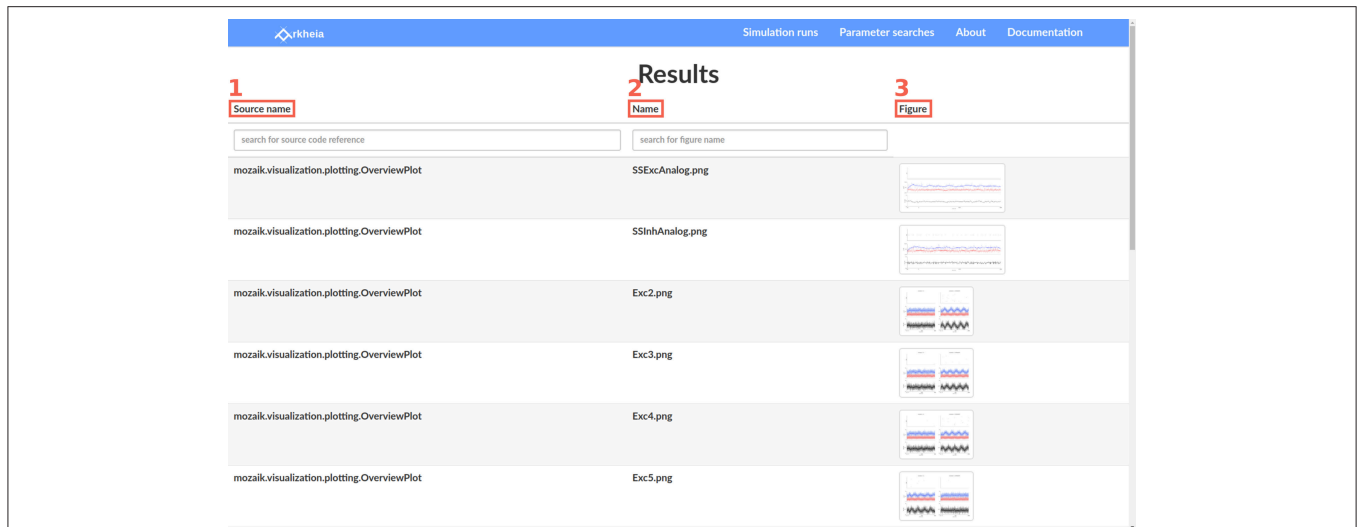 rkheia Simulation runs Parameter searches About Documentation
Results
1 2 3
Source name Name Figure
search for source code reference search for figure name
mozaik.visualization.plotting.OverviewPlot SSExcAnalog.png
mozaik.visualization.plotting.OverviewPlot SSInhAnalog.png
mozaik.visualization.plotting.OverviewPlot Exc2.png
mozaik.visualization.plotting.OverviewPlot Exc3.png
mozaik.visualization.plotting.OverviewPlot Exc4.png
mozaik.visualization.plotting.OverviewPlot Exc5.png